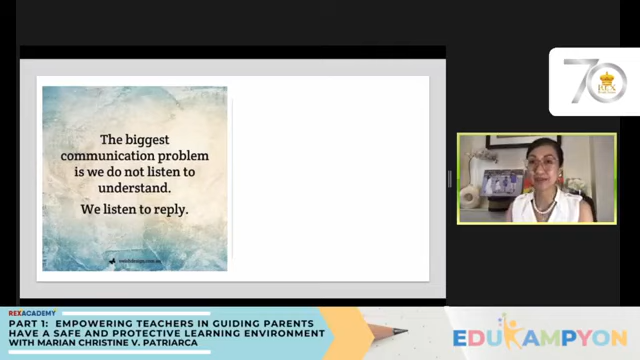 The biggest
communication problem
is we do not listen to
understand.
We listen to reply.
70
REX
REXACADEMY
PART 1: EMPOWERING TEACHERS IN GUIDING PARENTS
HAVE A SAFE AND PROTECTIVE LEARNING ENVIRONMENT
WITH MARIAN CHRISTINE V. PATRIARCA
EDUKAMPYON